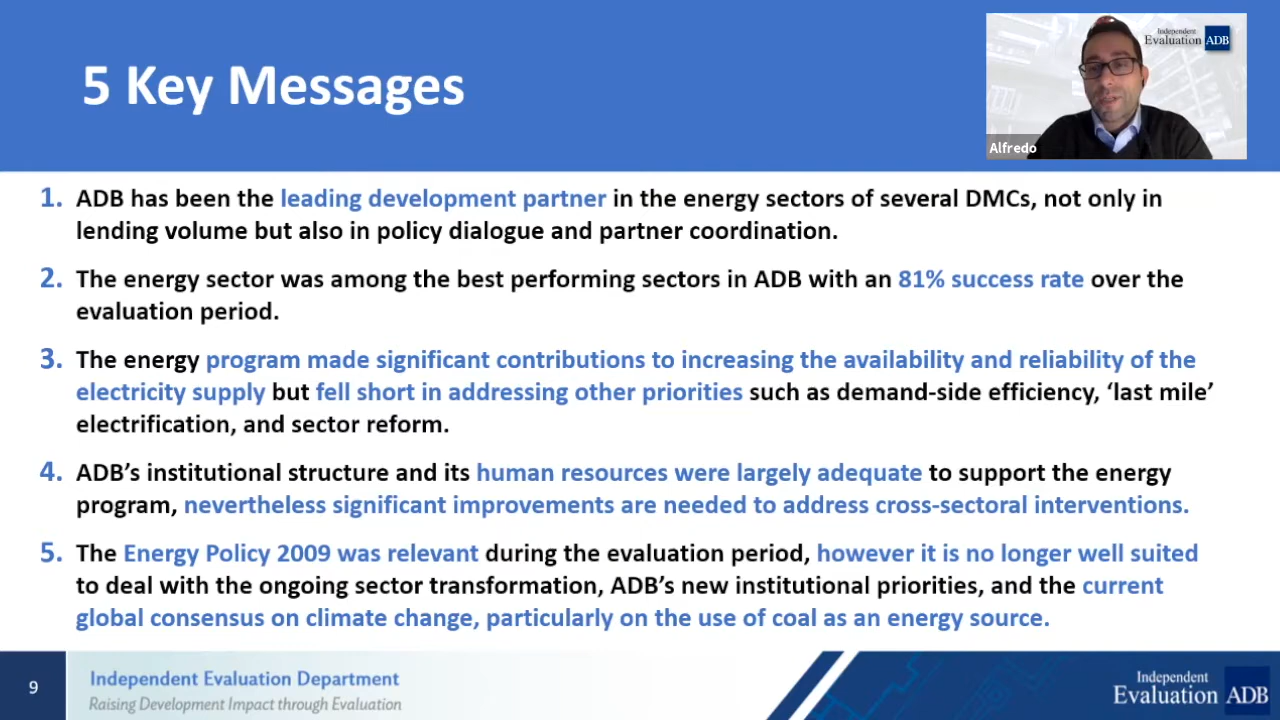 5 Key Messages
Independent
Evaluation ADB
Alfredo
1. ADB has been the leading development partner in the energy sectors of several DMCs, not only in
lending volume but also in policy dialogue and partner coordination.
2. The energy sector was among the best performing sectors in ADB with an 81% success rate over the
evaluation period.
3. The energy program made significant contributions to increasing the availability and reliability of the
electricity supply but fell short in addressing other priorities such as demand-side efficiency, ‘last mile’
electrification, and sector reform.
4. ADB’s institutional structure and its human resources were largely adequate to support the energy
program, nevertheless significant improvements are needed to address cross-sectoral interventions.
5. The Energy Policy 2009 was relevant during the evaluation period, however it is no longer well suited
to deal with the ongoing sector transformation, ADB’s new institutional priorities, and the current
global consensus on climate change, particularly on the use of coal as an energy source.
9
Independent Evaluation Department
Raising Development Impact through Evaluation
Independent
Evaluation ADB